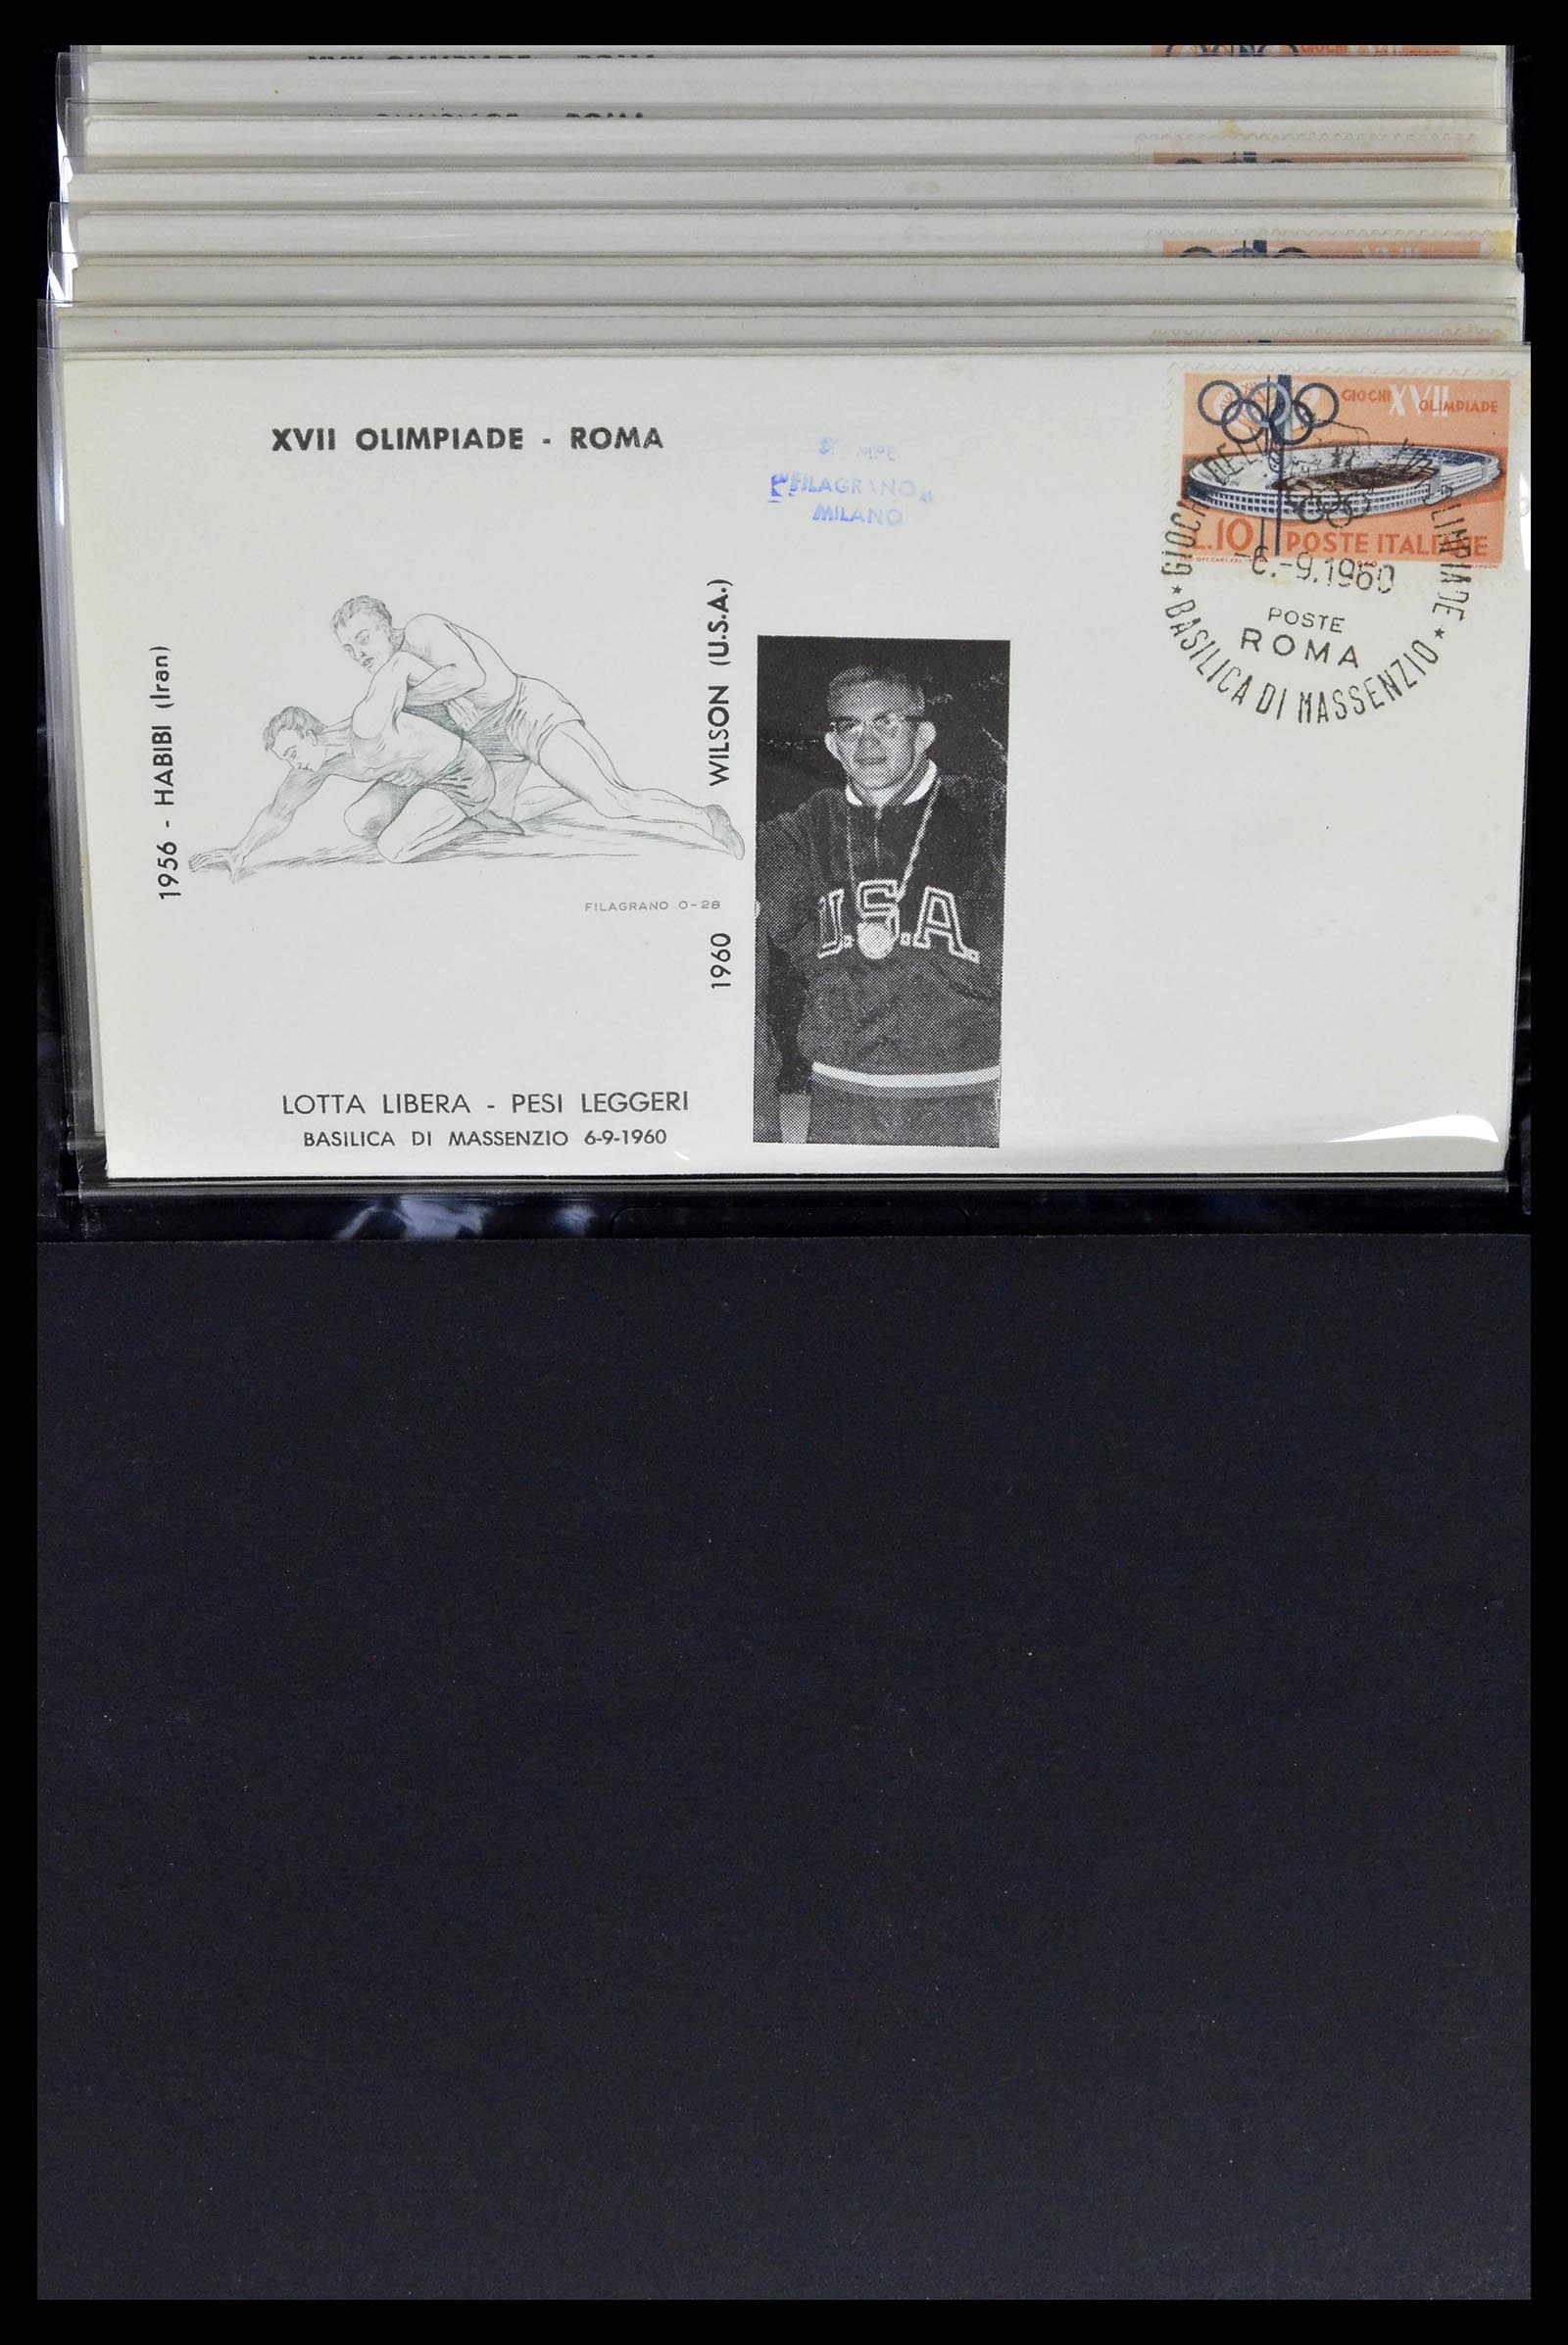 XVII OLIMPIADE - ROMA
FILAGRANO
MILANO
GIOCHI XVII OLIMPIADE
L.10 POSTE ITALIANE
-6.-9.1960
POSTE
ROMA
* BASILICA DI MASSENZIO *
1956 - HABIBI (Iran)
1960 WILSON (U.S.A.)
U.S.A.
FILAGRANO O-28
LOTTA LIBERA - PESI LEGGERI
BASILICA DI MASSENZIO 6-9-1960